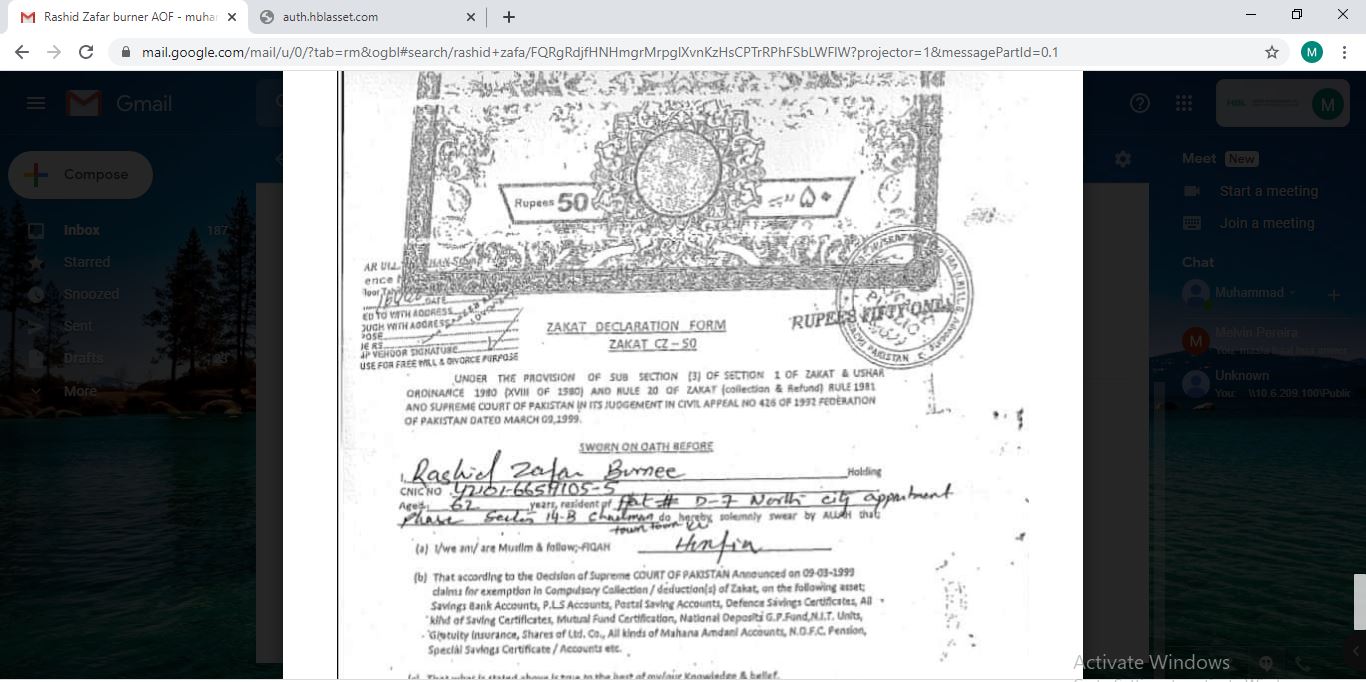 Rashid Zafar burner AOF - muha
auth.hblasset.com
mail.google.com/mail/u/0/?tab=rm&ogbl#search/rashid+zafa/FQRgRdjfHNHmgrMrpglXvnKzHsCPTrRPhFSbLWFlW?projector=1&messagePartId=0.1
M
Gmail
HBL
M
Compose
Inbox 187
Starred
Snoozed
Sent
Drafts
More
Meet New
Start a meeting
Join a meeting
Chat
Muhammad
M Melvin Pereira
Unknown
You: \\10.6.209.100\Public
Rupees 50
AR ULL
ence
DATE
ED TO WITH ADDRESS
OUGH WITH ADDRESS
POSE
UP VENDOR SIGNATURE
USE FOR FREE WILL & DIVORCE PURPOSE
RUPEES FIFTY ONLY
PAKISTAN
ZAKAT DECLARATION FORM
ZAKAT CZ-50
UNDER THE PROVISION OF SUB SECTION (3) OF SECTION 1 OF ZAKAT & USHAR
ORDINANCE 1980 (XVIII OF 1980) AND RULE 20 OF ZAKAT (collection & Refund) RULE 1981
AND SUPREME COURT OF PAKISTAN IN ITS JUDGEMENT IN CIVIL APPEAL NO 426 OF 1992 FEDERATION
OF PAKISTAN DATED MARCH 09,1999.
SWORN ON OATH BEFORE
I, Rashid Zafar Burnee Holding
CNIC NO 42101-6659105-5
Aged: 62 years, resident of Flat # D-7 North city appartment
Phase Sector 14-B do hereby solemnly swear by ALLAH that;
town
(a) I/we am/ are Muslim & follow;-FIQAH
(b) That according to the Decision of Supreme COURT OF PAKISTAN Announced on 09-03-1999
claims for exemption in Compulsory Collection / deduction(s) of Zakat, on the following asset;
Savings Bank Accounts, P.L.S Accounts, Postal Saving Accounts, Defence Savings Certificates, All
kind of Saving Certificates, Mutual Fund Certification, National Deposits G.P.Fund,N.I.T. Units,
Gratuity Insurance, Shares of Ltd. Co., All kinds of Mahana Amdani Accounts, N.D.F.C. Pension,
Special Savings Certificate / Accounts etc.
That what is stated above is true to the best of my/our Knowledge & belief.
Activate Windows